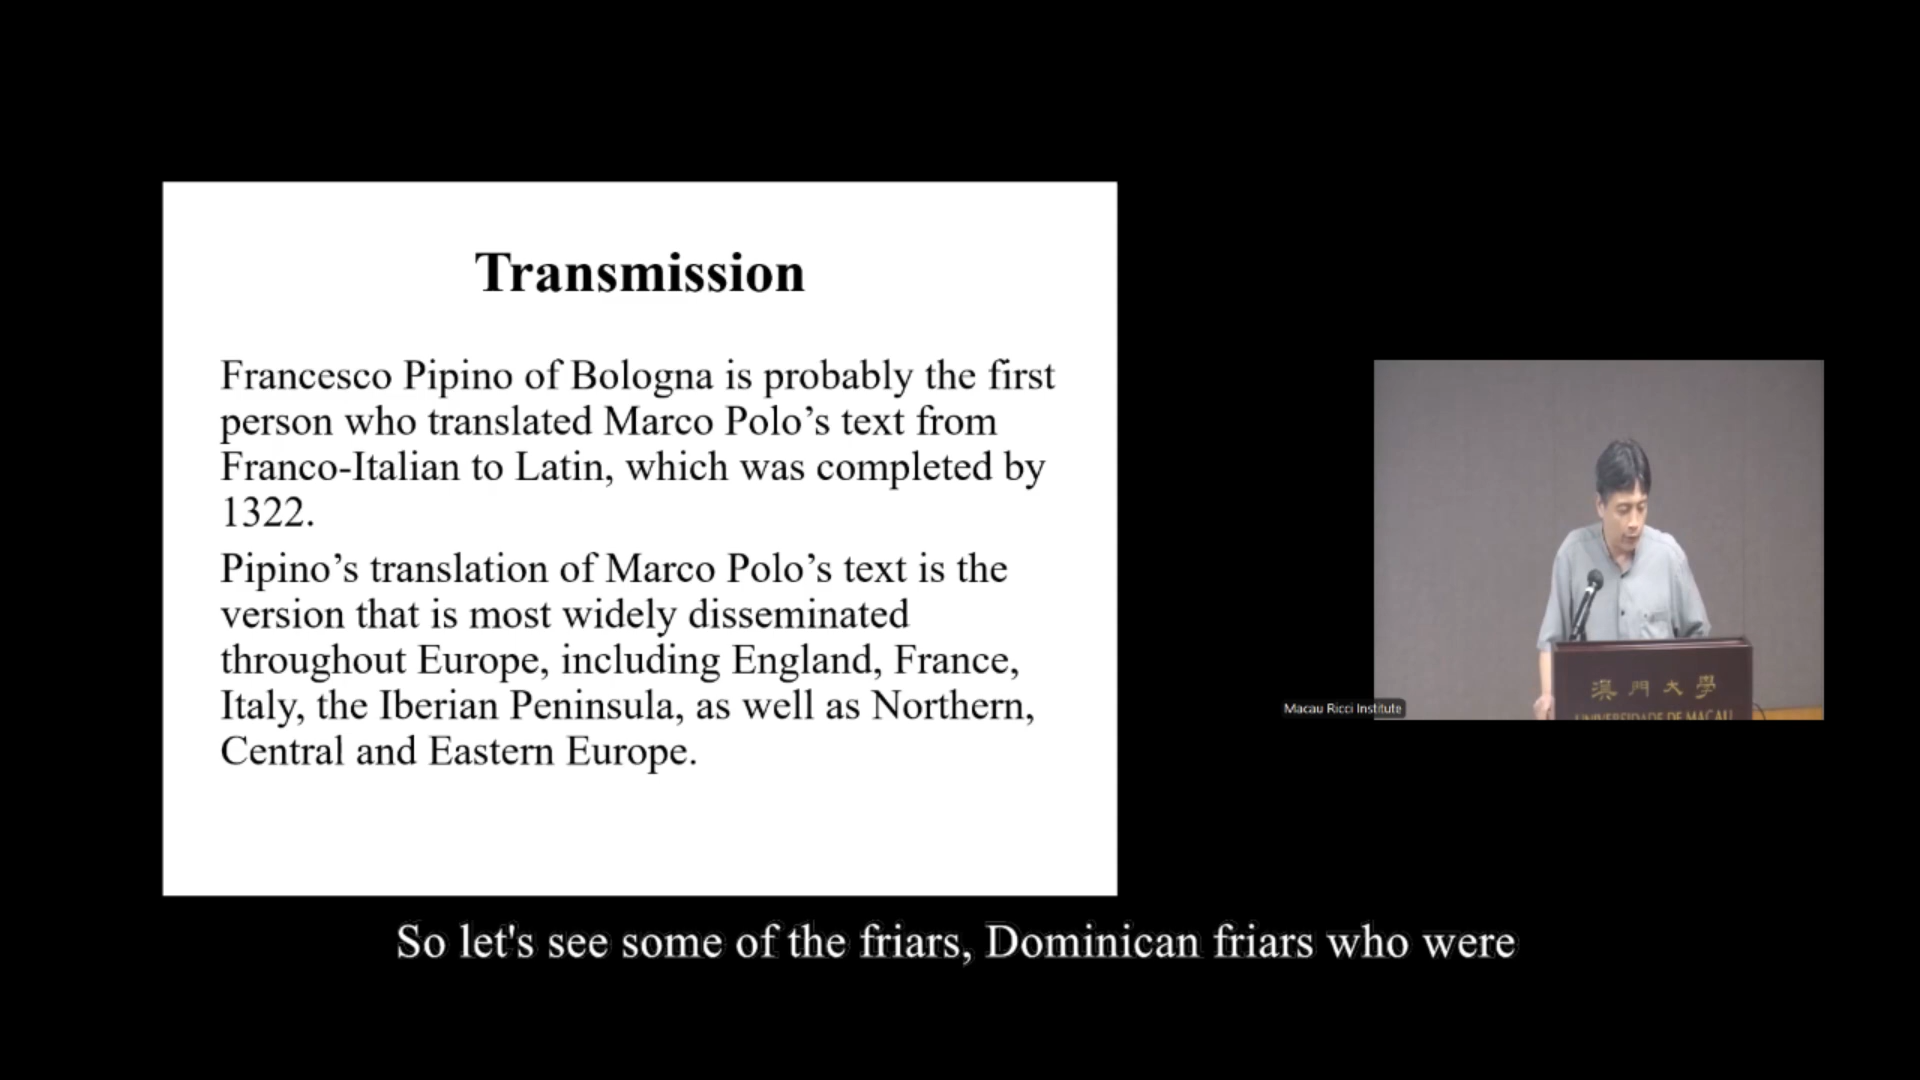 Transmission
Francesco Pipino of Bologna is probably the first
person who translated Marco Polo’s text from
Franco-Italian to Latin, which was completed by
1322.
Pipino’s translation of Marco Polo’s text is the
version that is most widely disseminated
throughout Europe, including England, France,
Italy, the Iberian Peninsula, as well as Northern,
Central and Eastern Europe.
Macau Ricci Institute
澳門大學
UNIVERSIDADE DE MACAU
So let's see some of the friars, Dominican friars who were